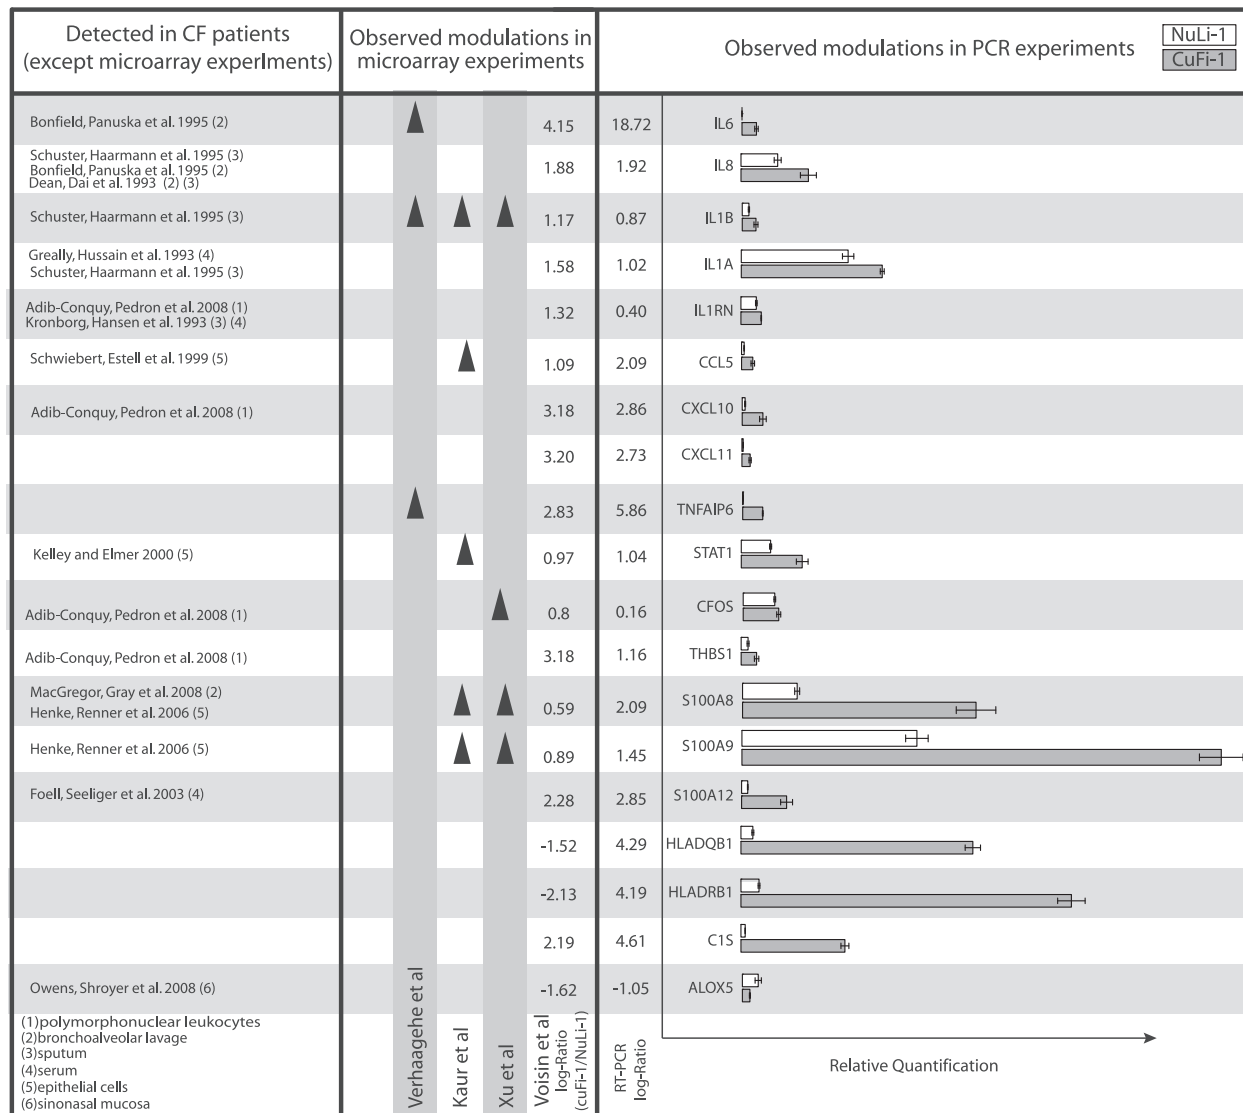 Detected in CF patients
(except microarray experIments)
Observed modulations in
microarray experiments
Observed modulations in PCR experiments
NuLi-1
CuFi-1
Bonfield, Panuska et al. 1995 (2)
4.15
18.72
IL6
Schuster, Haarmann et al. 1995 (3)
Bonfield, Panuska et al. 1995 (2)
Dean, Dai et al. 1993 (2) (3)
1.88
1.92
IL8
Schuster, Haarmann et al. 1995 (3)
1.17
0.87
IL1B
Greally, Hussain et al. 1993 (4)
Schuster, Haarmann et al. 1995 (3)
1.58
1.02
IL1A
Adib-Conquy, Pedron et al. 2008 (1)
Kronborg, Hansen et al. 1993 (3) (4)
1.32
0.40
IL1RN
Schwiebert, Estell et al. 1999 (5)
1.09
2.09
CCL5
Adib-Conquy, Pedron et al. 2008 (1)
3.18
2.86
CXCL10
3.20
2.73
CXCL11
2.83
5.86
TNFAIP6
Kelley and Elmer 2000 (5)
0.97
1.04
STAT1
Adib-Conquy, Pedron et al. 2008 (1)
0.8
0.16
CFOS
Adib-Conquy, Pedron et al. 2008 (1)
3.18
1.16
THBS1
MacGregor, Gray et al. 2008 (2)
Henke, Renner et al. 2006 (5)
0.59
2.09
S100A8
Henke, Renner et al. 2006 (5)
0.89
1.45
S100A9
Foell, Seeliger et al. 2003 (4)
2.28
2.85
S100A12
-1.52
4.29
HLADQB1
-2.13
4.19
HLADRB1
2.19
4.61
C1S
Owens, Shroyer et al. 2008 (6)
-1.62
-1.05
ALOX5
(1)polymorphonuclear leukocytes
(2)bronchoalveolar lavage
(3)sputum
(4)serum
(5)epithelial cells
(6)sinonasal mucosa
Verhaagehe et al
Kaur et al
Xu et al
Voisin et al
log-Ratio
(cuFi-1/NuLi-1)
RT-PCR
log-Ratio
Relative Quantification